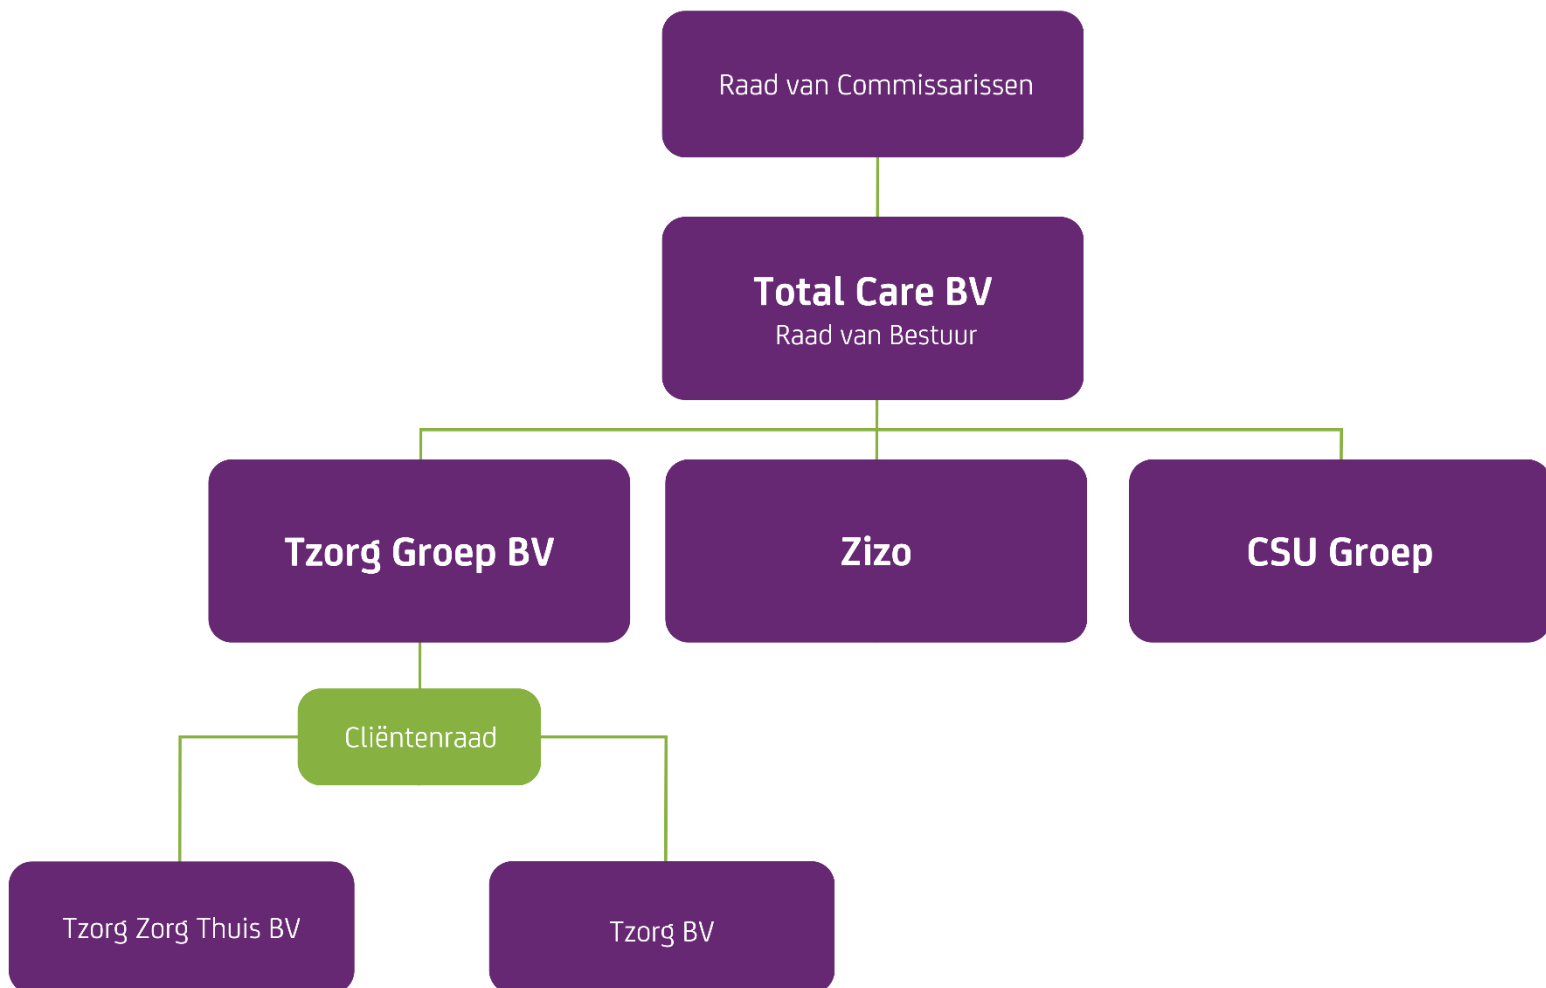 Raad van Commissarissen
Total Care BV
Raad van Bestuur
Tzorg Groep BV
Zizo
CSU Groep
Cliëntenraad
Tzorg Zorg Thuis BV
Tzorg BV